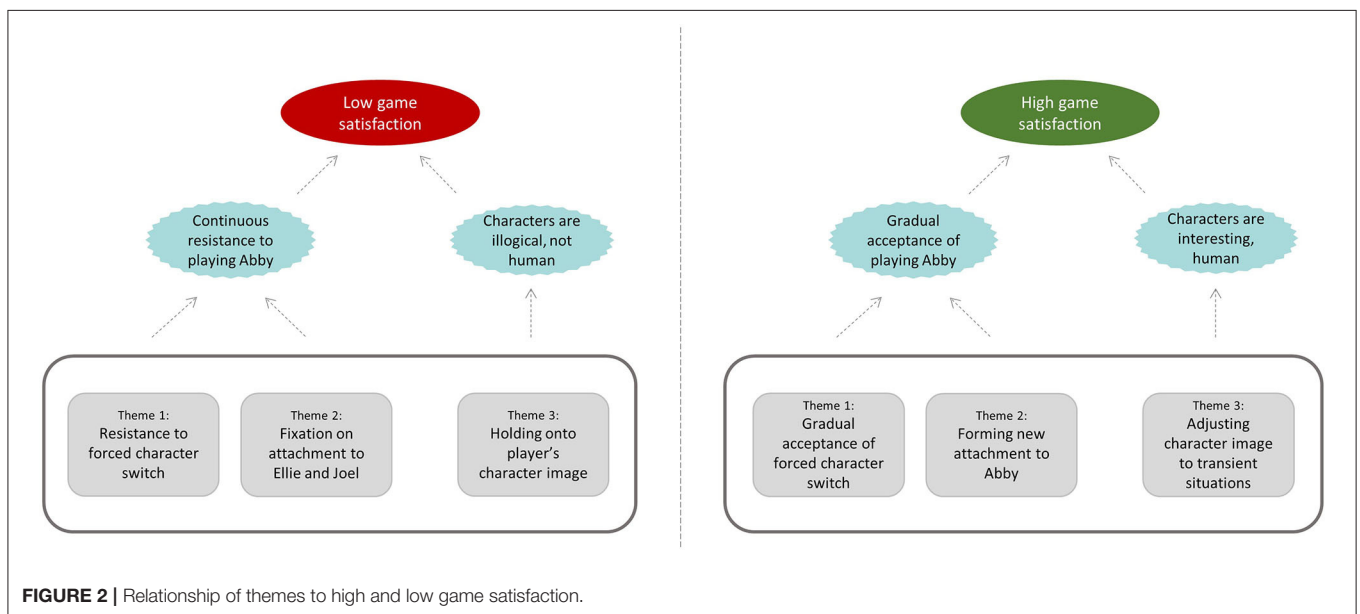 Low game
satisfaction
Continuous
resistance to
playing Abby
Characters are
illogical, not
human
Theme 1:
Resistance to
forced character
switch
Theme 2:
Fixation on
attachment to
Ellie and Joel
Theme 3:
Holding onto
player's
character image
High game
satisfaction
Gradual
acceptance of
playing Abby
Characters are
interesting,
human
Theme 1:
Gradual
acceptance of
forced character
switch
Theme 2:
Forming new
attachment to
Abby
Theme 3:
Adjusting
character image
to transient
situations
FIGURE 2 | Relationship of themes to high and low game satisfaction.